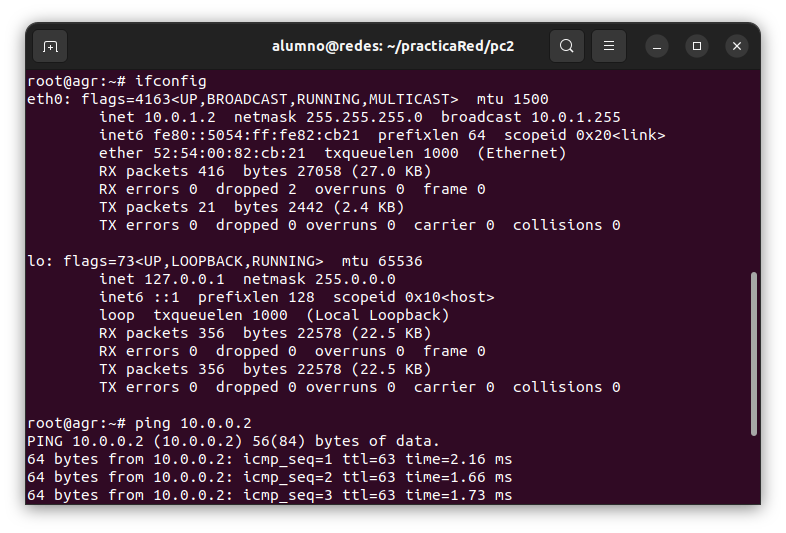 alumno@redes: ~/practicaRed/pc2
root@agr:~# ifconfig
eth0: flags=4163<UP,BROADCAST,RUNNING,MULTICAST>  mtu 1500
        inet 10.0.1.2  netmask 255.255.255.0  broadcast 10.0.1.255
        inet6 fe80::5054:ff:fe82:cb21  prefixlen 64  scopeid 0x20<link>
        ether 52:54:00:82:cb:21  txqueuelen 1000  (Ethernet)
        RX packets 416  bytes 27058 (27.0 KB)
        RX errors 0  dropped 2  overruns 0  frame 0
        TX packets 21  bytes 2442 (2.4 KB)
        TX errors 0  dropped 0 overruns 0  carrier 0  collisions 0

lo: flags=73<UP,LOOPBACK,RUNNING>  mtu 65536
        inet 127.0.0.1  netmask 255.0.0.0
        inet6 ::1  prefixlen 128  scopeid 0x10<host>
        loop  txqueuelen 1000  (Local Loopback)
        RX packets 356  bytes 22578 (22.5 KB)
        RX errors 0  dropped 0  overruns 0  frame 0
        TX packets 356  bytes 22578 (22.5 KB)
        TX errors 0  dropped 0 overruns 0  carrier 0  collisions 0

root@agr:~# ping 10.0.0.2
PING 10.0.0.2 (10.0.0.2) 56(84) bytes of data.
64 bytes from 10.0.0.2: icmp_seq=1 ttl=63 time=2.16 ms
64 bytes from 10.0.0.2: icmp_seq=2 ttl=63 time=1.66 ms
64 bytes from 10.0.0.2: icmp_seq=3 ttl=63 time=1.73 ms